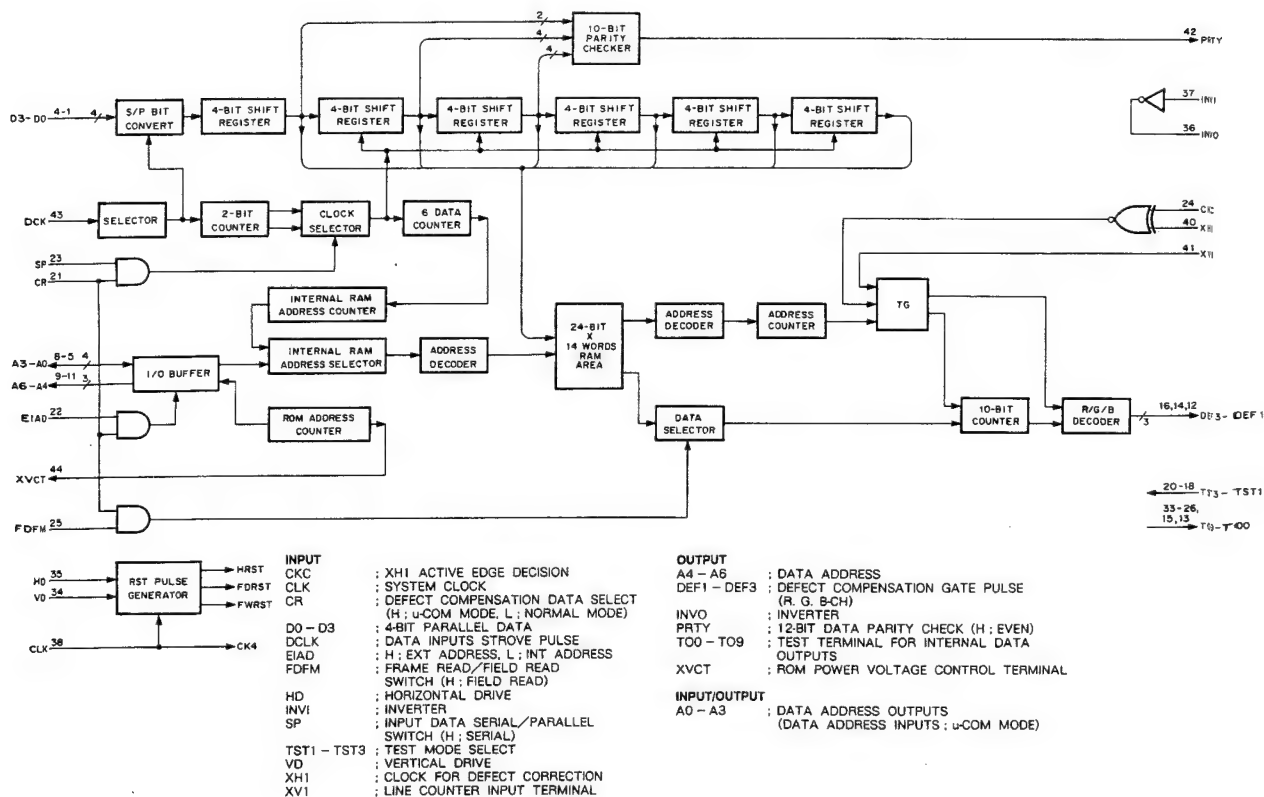 2
4
4
10-BIT
PARITY
CHECKER
42
PRTY
D3-D0
4-1
4
S/P BIT
CONVERT
4-BIT SHIFT
REGISTER
4-BIT SHIFT
REGISTER
4-BIT SHIFT
REGISTER
4-BIT SHIFT
REGISTER
4-BIT SHIFT
REGISTER
4-BIT SHIFT
REGISTER
37
INVI
36
INVO
DCK
43
SELECTOR
2-BIT
COUNTER
CLOCK
SELECTOR
6 DATA
COUNTER
24
CKC
40
XHI
41
XVI
SP
23
CR
21
INTERNAL RAM
ADDRESS COUNTER
INTERNAL RAM
ADDRESS SELECTOR
ADDRESS
DECODER
24-BIT
X
14 WORDS
RAM
AREA
ADDRESS
DECODER
ADDRESS
COUNTER
TG
A3-A0
8-5
4
A6-A4
9-11
3
I/O BUFFER
EIAD
22
ROM ADDRESS
COUNTER
DATA
SELECTOR
10-BIT
COUNTER
R/G/B
DECODER
16,14,12
3
DEF3-DEF1
XVCT
44
FDFM
25
20-18
TST3-TST1
33-26,
15,13
T09-T00
HD
35
VD
34
RST PULSE
GENERATOR
HRST
FDRST
FWRST
CLK
38
CK4
INPUT
CKC ; XH1 ACTIVE EDGE DECISION
CLK ; SYSTEM CLOCK
CR ; DEFECT COMPENSATION DATA SELECT
(H ; u-COM MODE, L ; NORMAL MODE)
D0 – D3 ; 4-BIT PARALLEL DATA
DCLK ; DATA INPUTS STROVE PULSE
EIAD ; H ; EXT ADDRESS, L ; INT ADDRESS
FDFM ; FRAME READ/FIELD READ
SWITCH (H ; FIELD READ)
HD ; HORIZONTAL DRIVE
INVI ; INVERTER
SP ; INPUT DATA SERIAL/PARALLEL
SWITCH (H ; SERIAL)
TST1 – TST3 ; TEST MODE SELECT
VD ; VERTICAL DRIVE
XH1 ; CLOCK FOR DEFECT CORRECTION
XV1 ; LINE COUNTER INPUT TERMINAL
OUTPUT
A4 – A6 ; DATA ADDRESS
DEF1 – DEF3 ; DEFECT COMPENSATION GATE PULSE
(R. G. B-CH)
INVO ; INVERTER
PRTY ; 12-BIT DATA PARITY CHECK (H ; EVEN)
TO0 – TO9 ; TEST TERMINAL FOR INTERNAL DATA
OUTPUTS
XVCT ; ROM POWER VOLTAGE CONTROL TERMINAL
INPUT/OUTPUT
A0 – A3 ; DATA ADDRESS OUTPUTS
(DATA ADDRESS INPUTS ; u-COM MODE)